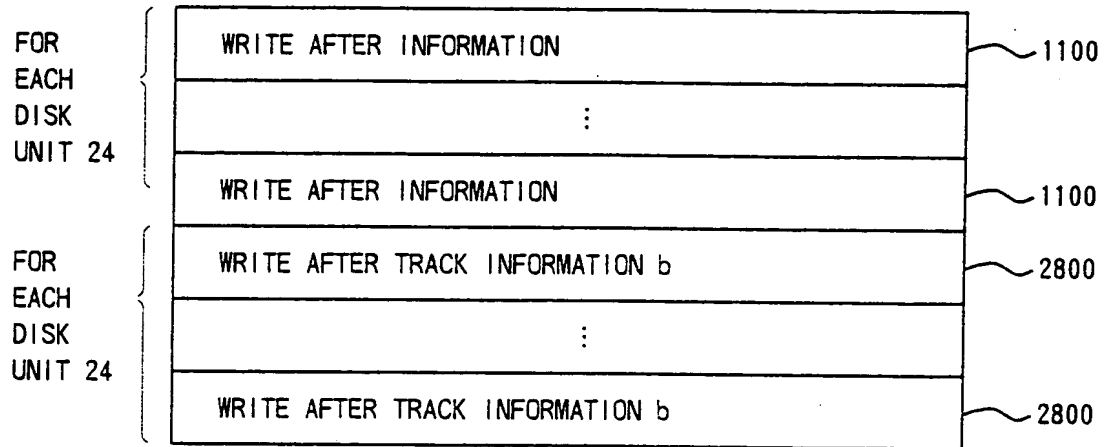 FOR
EACH
DISK
UNIT 24
WRITE AFTER INFORMATION
1100
⋮
WRITE AFTER INFORMATION
1100
FOR
EACH
DISK
UNIT 24
WRITE AFTER TRACK INFORMATION b
2800
⋮
WRITE AFTER TRACK INFORMATION b
2800